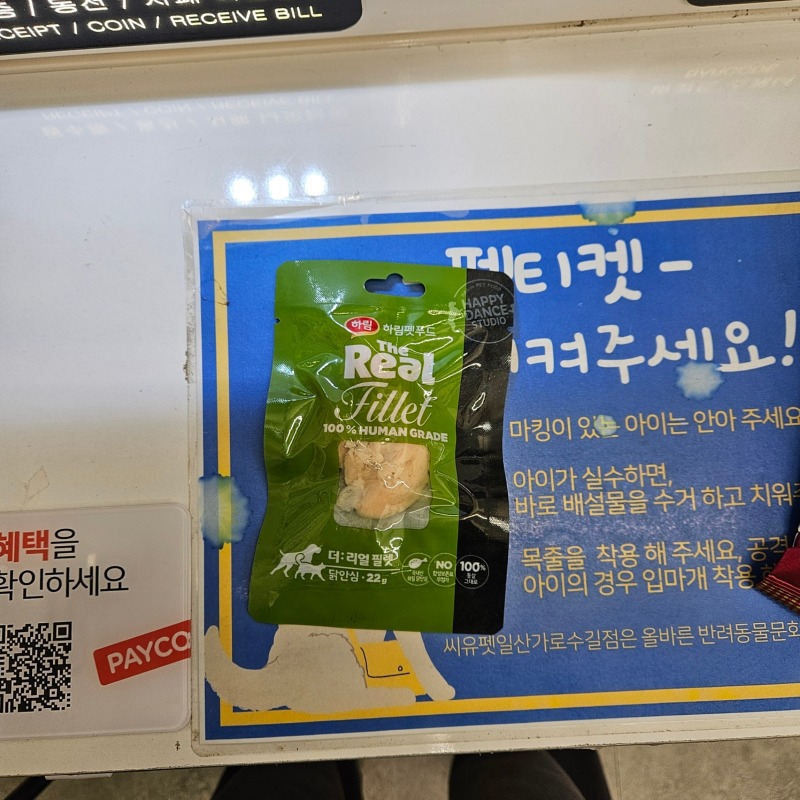 CEIPT / COIN / RECEIVE BILL
펫티켓-
켜주세요!
마킹이 있는 아이는 안아 주세요
아이가 실수하면,
바로 배설물을 수거 하고 치워주
목줄을 착용 해 주세요, 공격
아이의 경우 입마개 착용
씨유펫일산가로수길점은 올바른 반려동물문화
HAPPY
DANCE
STUDIO
하림 하림펫푸드
The
Real
Fillet
100% HUMAN GRADE
더:리얼 필렛
닭안심 · 22g
NO
100%
통살
그대로
혜택을
확인하세요
PAYCO